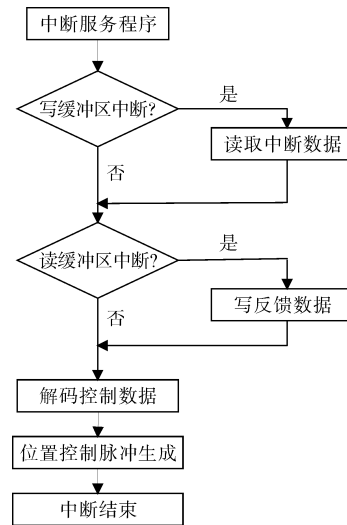 中断服务程序
写缓冲区中断?
是
读取中断数据
否
读缓冲区中断?
是
写反馈数据
否
解码控制数据
位置控制脉冲生成
中断结束